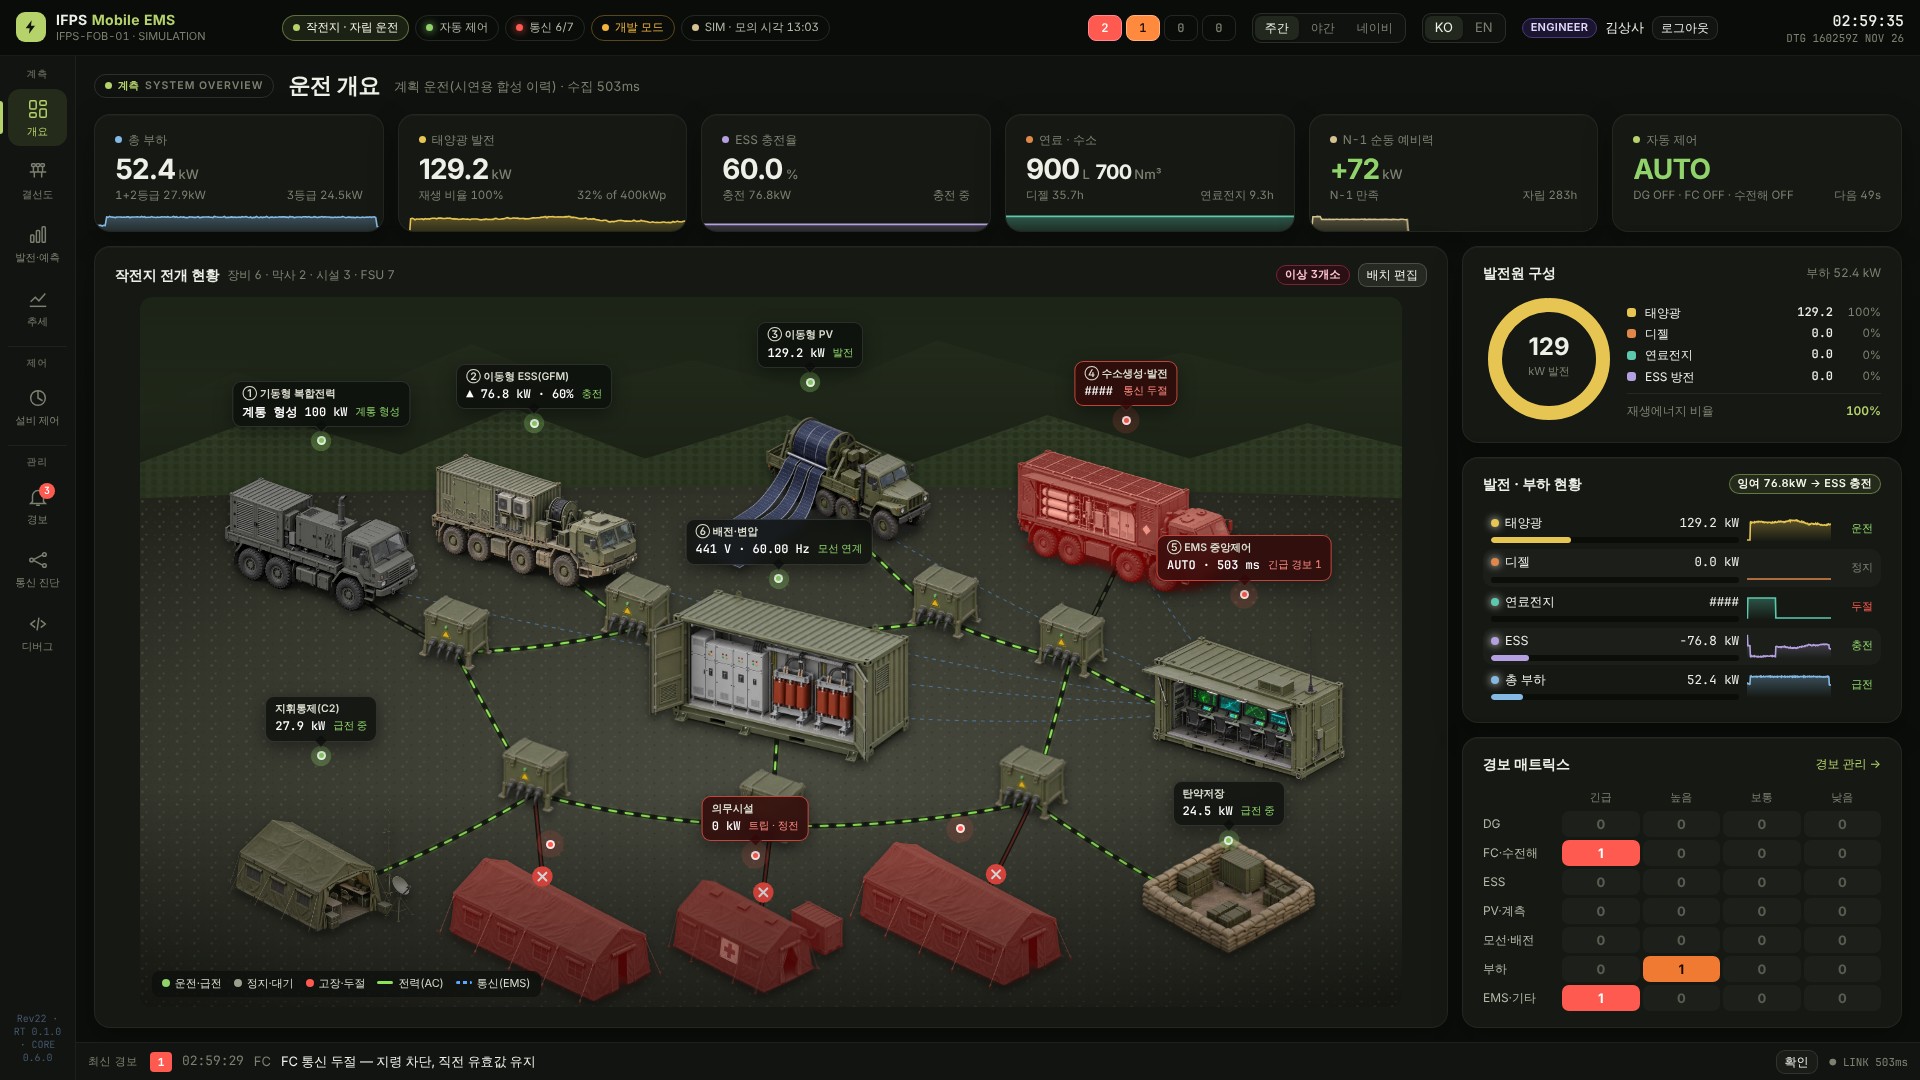 IFPS Mobile EMS
IFPS-FOB-01 · SIMULATION
작전지 · 자립 운전
자동 제어
통신 6/7
개발 모드
SIM · 모의 시각 13:03
2 1 0 0
주간 야간 네이비
KO EN
ENGINEER 김상사 로그아웃
02:59:35
DTG 160259Z NOV 26
계측
개요
결선도
발전·예측
추세
제어
설비 제어
관리
3
경보
통신 진단
디버그
Rev22 ·
RT 0.1.0
· CORE
0.6.0
계측 SYSTEM OVERVIEW
운전 개요
계획 운전(시연용 합성 이력) · 수집 503ms
총 부하
52.4 kW
1+2등급 27.9kW 3등급 24.5kW
태양광 발전
129.2 kW
재생 비율 100% 32% of 400kWp
ESS 충전율
60.0 %
충전 76.8kW 충전 중
연료 · 수소
900 L 700 Nm³
디젤 35.7h 연료전지 9.3h
N-1 순동 예비력
+72 kW
N-1 만족 자립 283h
자동 제어
AUTO
DG OFF · FC OFF · 수전해 OFF 다음 49s
작전지 전개 현황 장비 6 · 막사 2 · 시설 3 · FSU 7
이상 3개소 배치 편집
③ 이동형 PV
129.2 kW 발전
② 이동형 ESS(GFM)
▲ 76.8 kW · 60% 충전
④ 수소생성·발전
#### 통신 두절
① 기동형 복합전력
계통 형성 100 kW 계통 형성
⑥ 배전·변압
441 V · 60.00 Hz 모선 연계
⑤ EMS 중앙제어
AUTO · 503 ms 긴급 경보 1
지휘통제(C2)
27.9 kW 급전 중
의무시설
0 kW 트립 · 정전
탄약저장
24.5 kW 급전 중
운전·급전 정지·대기 고장·두절 전력(AC) 통신(EMS)
발전원 구성 부하 52.4 kW
129
kW 발전
태양광 129.2 100%
디젤 0.0 0%
연료전지 0.0 0%
ESS 방전 0.0 0%
재생에너지 비율 100%
발전 · 부하 현황 잉여 76.8kW → ESS 충전
태양광 129.2 kW 운전
디젤 0.0 kW 정지
연료전지 #### 두절
ESS -76.8 kW 충전
총 부하 52.4 kW 급전
경보 매트릭스 경보 관리 →
긴급 높음 보통 낮음
DG 0 0 0 0
FC·수전해 1 0 0 0
ESS 0 0 0 0
PV·계측 0 0 0 0
모선·배전 0 0 0 0
부하 0 1 0 0
EMS·기타 1 0 0 0
최신 경보 1 02:59:29 FC FC 통신 두절 — 지령 차단, 직전 유효값 유지
확인 LINK 503ms